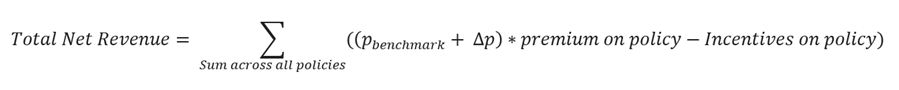 Total Net Revenue = ∑ ((p_benchmark + Δp) * premium on policy − Incentives on policy)
Sum across all policies